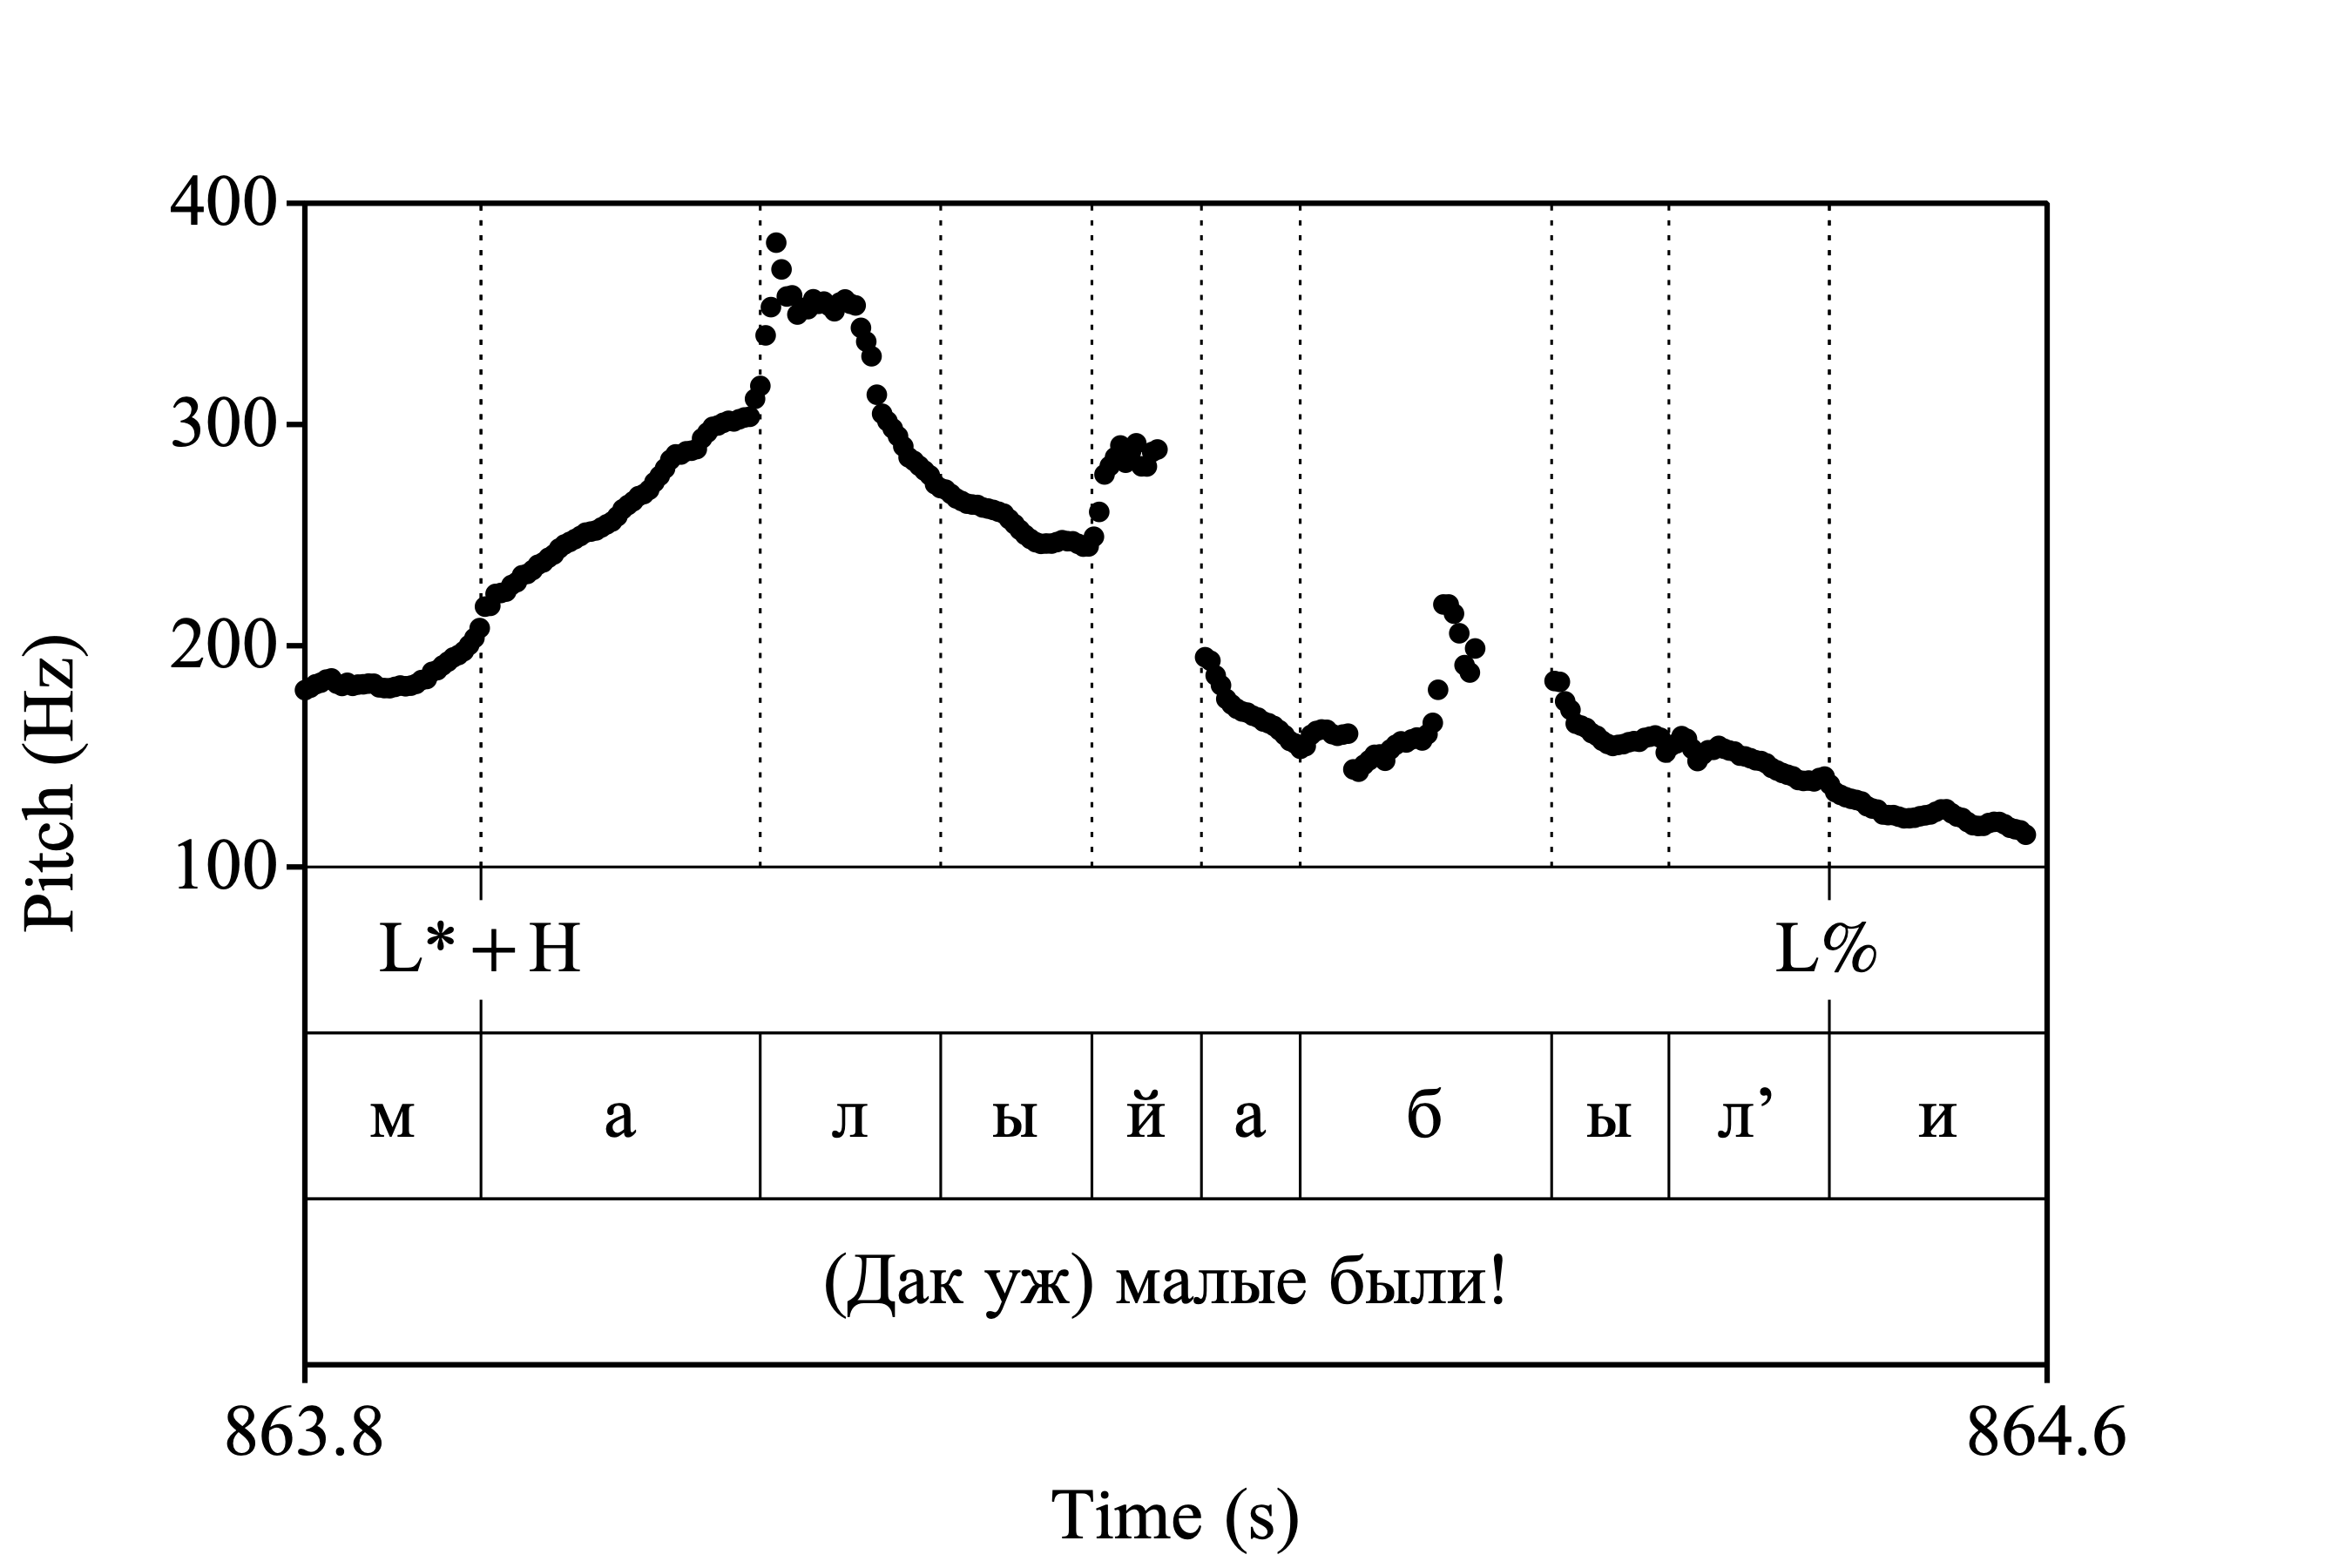 400
300
200
100
Pitch (Hz)
L*+H L%
м а л ы й а б ы л’ и
(Дак уж) малые были!
863.8 864.6
Time (s)